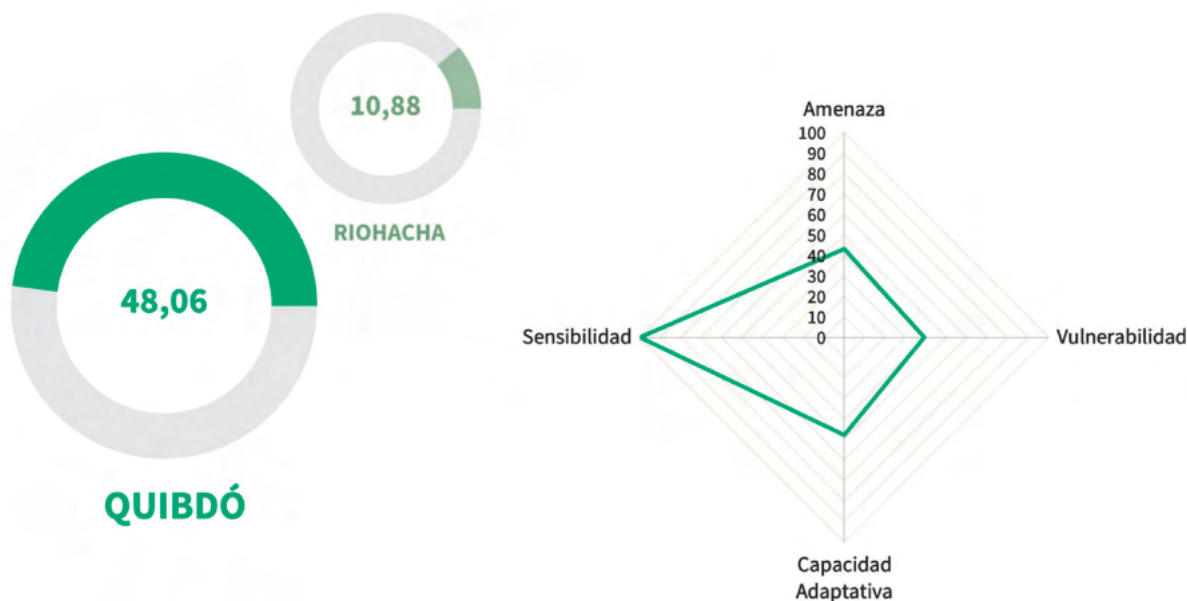 10,88
RIOHACHA
48,06
QUIBDÓ
Amenaza
100
90
80
70
60
50
40
30
20
10
0
Sensibilidad
Vulnerabilidad
Capacidad
Adaptativa